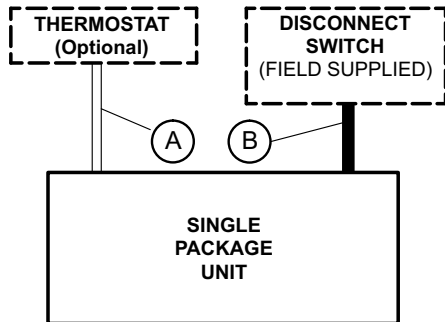 THERMOSTAT
(Optional)
DISCONNECT
SWITCH
(FIELD SUPPLIED)
A
B
SINGLE
PACKAGE
UNIT